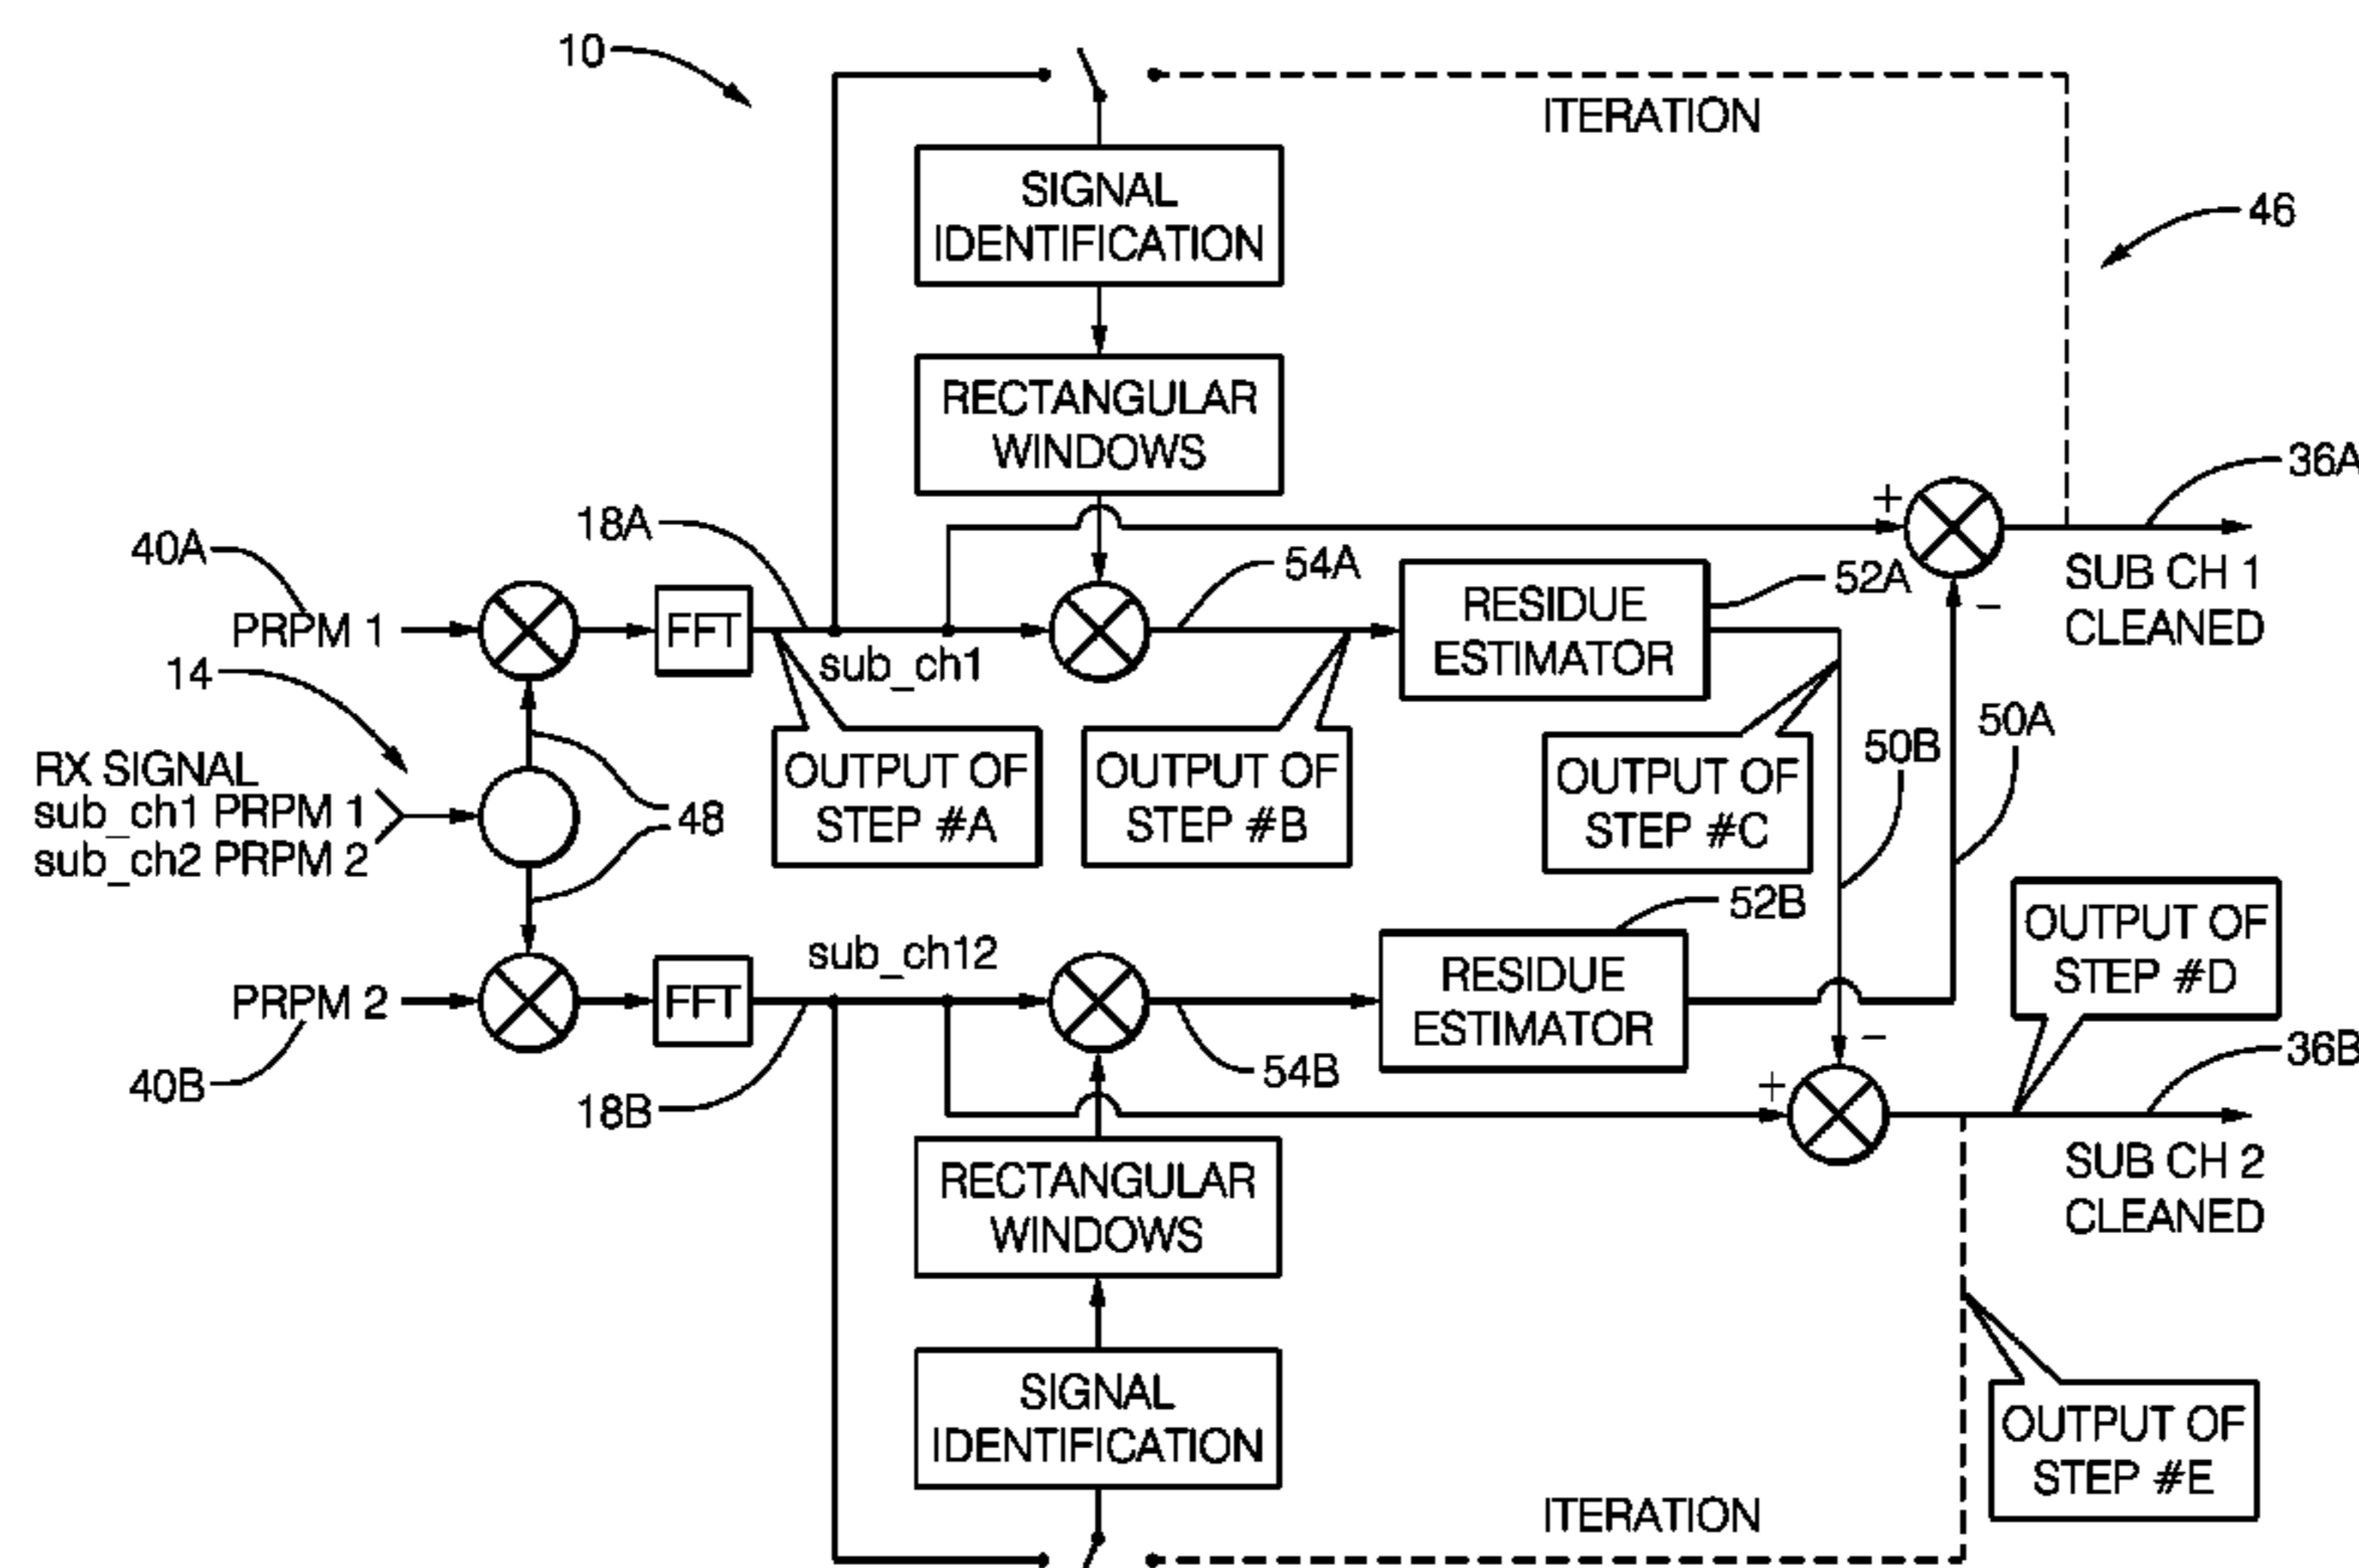 10
ITERATION
SIGNAL
IDENTIFICATION
46
RECTANGULAR
WINDOWS
36A
18A
+
40A
54A
52A
SUB CH 1
CLEANED
PRPM 1
FFT
sub_ch1
RESIDUE
ESTIMATOR
−
14
OUTPUT OF
STEP #A
OUTPUT OF
STEP #B
OUTPUT OF
STEP #C
50B
50A
RX SIGNAL
sub_ch1 PRPM 1
sub_ch2 PRPM 2
48
52B
OUTPUT OF
STEP #D
sub_ch12
PRPM 2
FFT
RESIDUE
ESTIMATOR
−
36B
40B
18B
54B
+
RECTANGULAR
WINDOWS
SUB CH 2
CLEANED
SIGNAL
IDENTIFICATION
OUTPUT OF
STEP #E
ITERATION